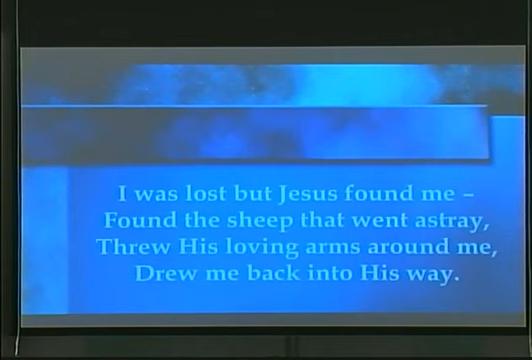 I was lost but Jesus found me –
Found the sheep that went astray,
Threw His loving arms around me,
Drew me back into His way.